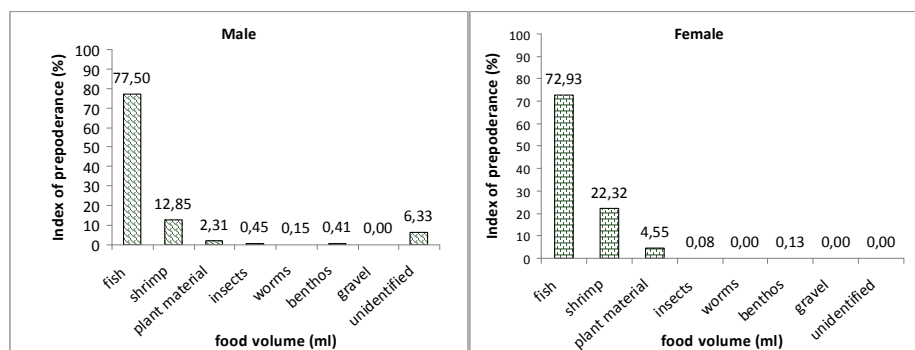 Male
Index of prepoderance (%)
100
90
80
70
60
50
40
30
20
10
0
77,50
12,85
2,31
0,45
0,15
0,41
0,00
6,33
fish
shrimp
plant material
insects
worms
benthos
gravel
unidentified
food volume (ml)
Female
Index of prepoderance (%)
100
90
80
70
60
50
40
30
20
10
0
72,93
22,32
4,55
0,08
0,00
0,13
0,00
0,00
fish
shrimp
plant material
insects
worms
benthos
gravel
unidentified
food volume (ml)